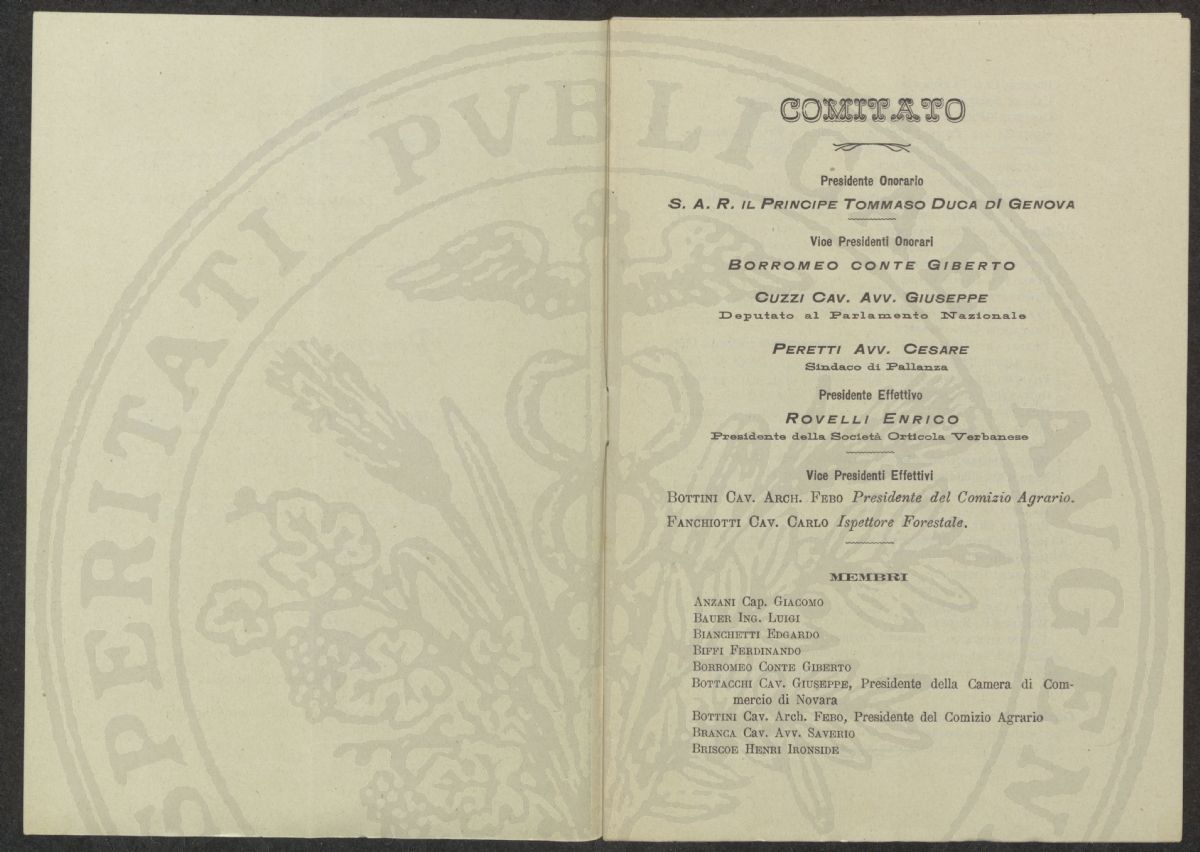 COMITATO
Presidente Onorario
S. A. R. IL PRINCIPE TOMMASO DUCA DI GENOVA
Vice Presidenti Onorari
BORROMEO CONTE GIBERTO
CUZZI CAV. AVV. GIUSEPPE
Deputato al Parlamento Nazionale
PERETTI AVV. CESARE
Sindaco di Pallanza
Presidente Effettivo
ROVELLI ENRICO
Presidente della Società Orticola Verbanese
Vice Presidenti Effettivi
BOTTINI CAV. ARCH. FEBO Presidente del Comizio Agrario.
FANCHIOTTI CAV. CARLO Ispettore Forestale.
MEMBRI
ANZANI Cap. GIACOMO
BAUER ING. LUIGI
BIANCHETTI EDGARDO
BIFFI FERDINANDO
BORROMEO CONTE GIBERTO
BOTTACCHI CAV. GIUSEPPE, Presidente della Camera di Com-
mercio di Novara
BOTTINI CAV. Arch. FEBO, Presidente del Comizio Agrario
BRANCA CAV. AVV. SAVERIO
BRISCOE HENRI IRONSIDE
SPERITATI PVBLICAE AVGEN